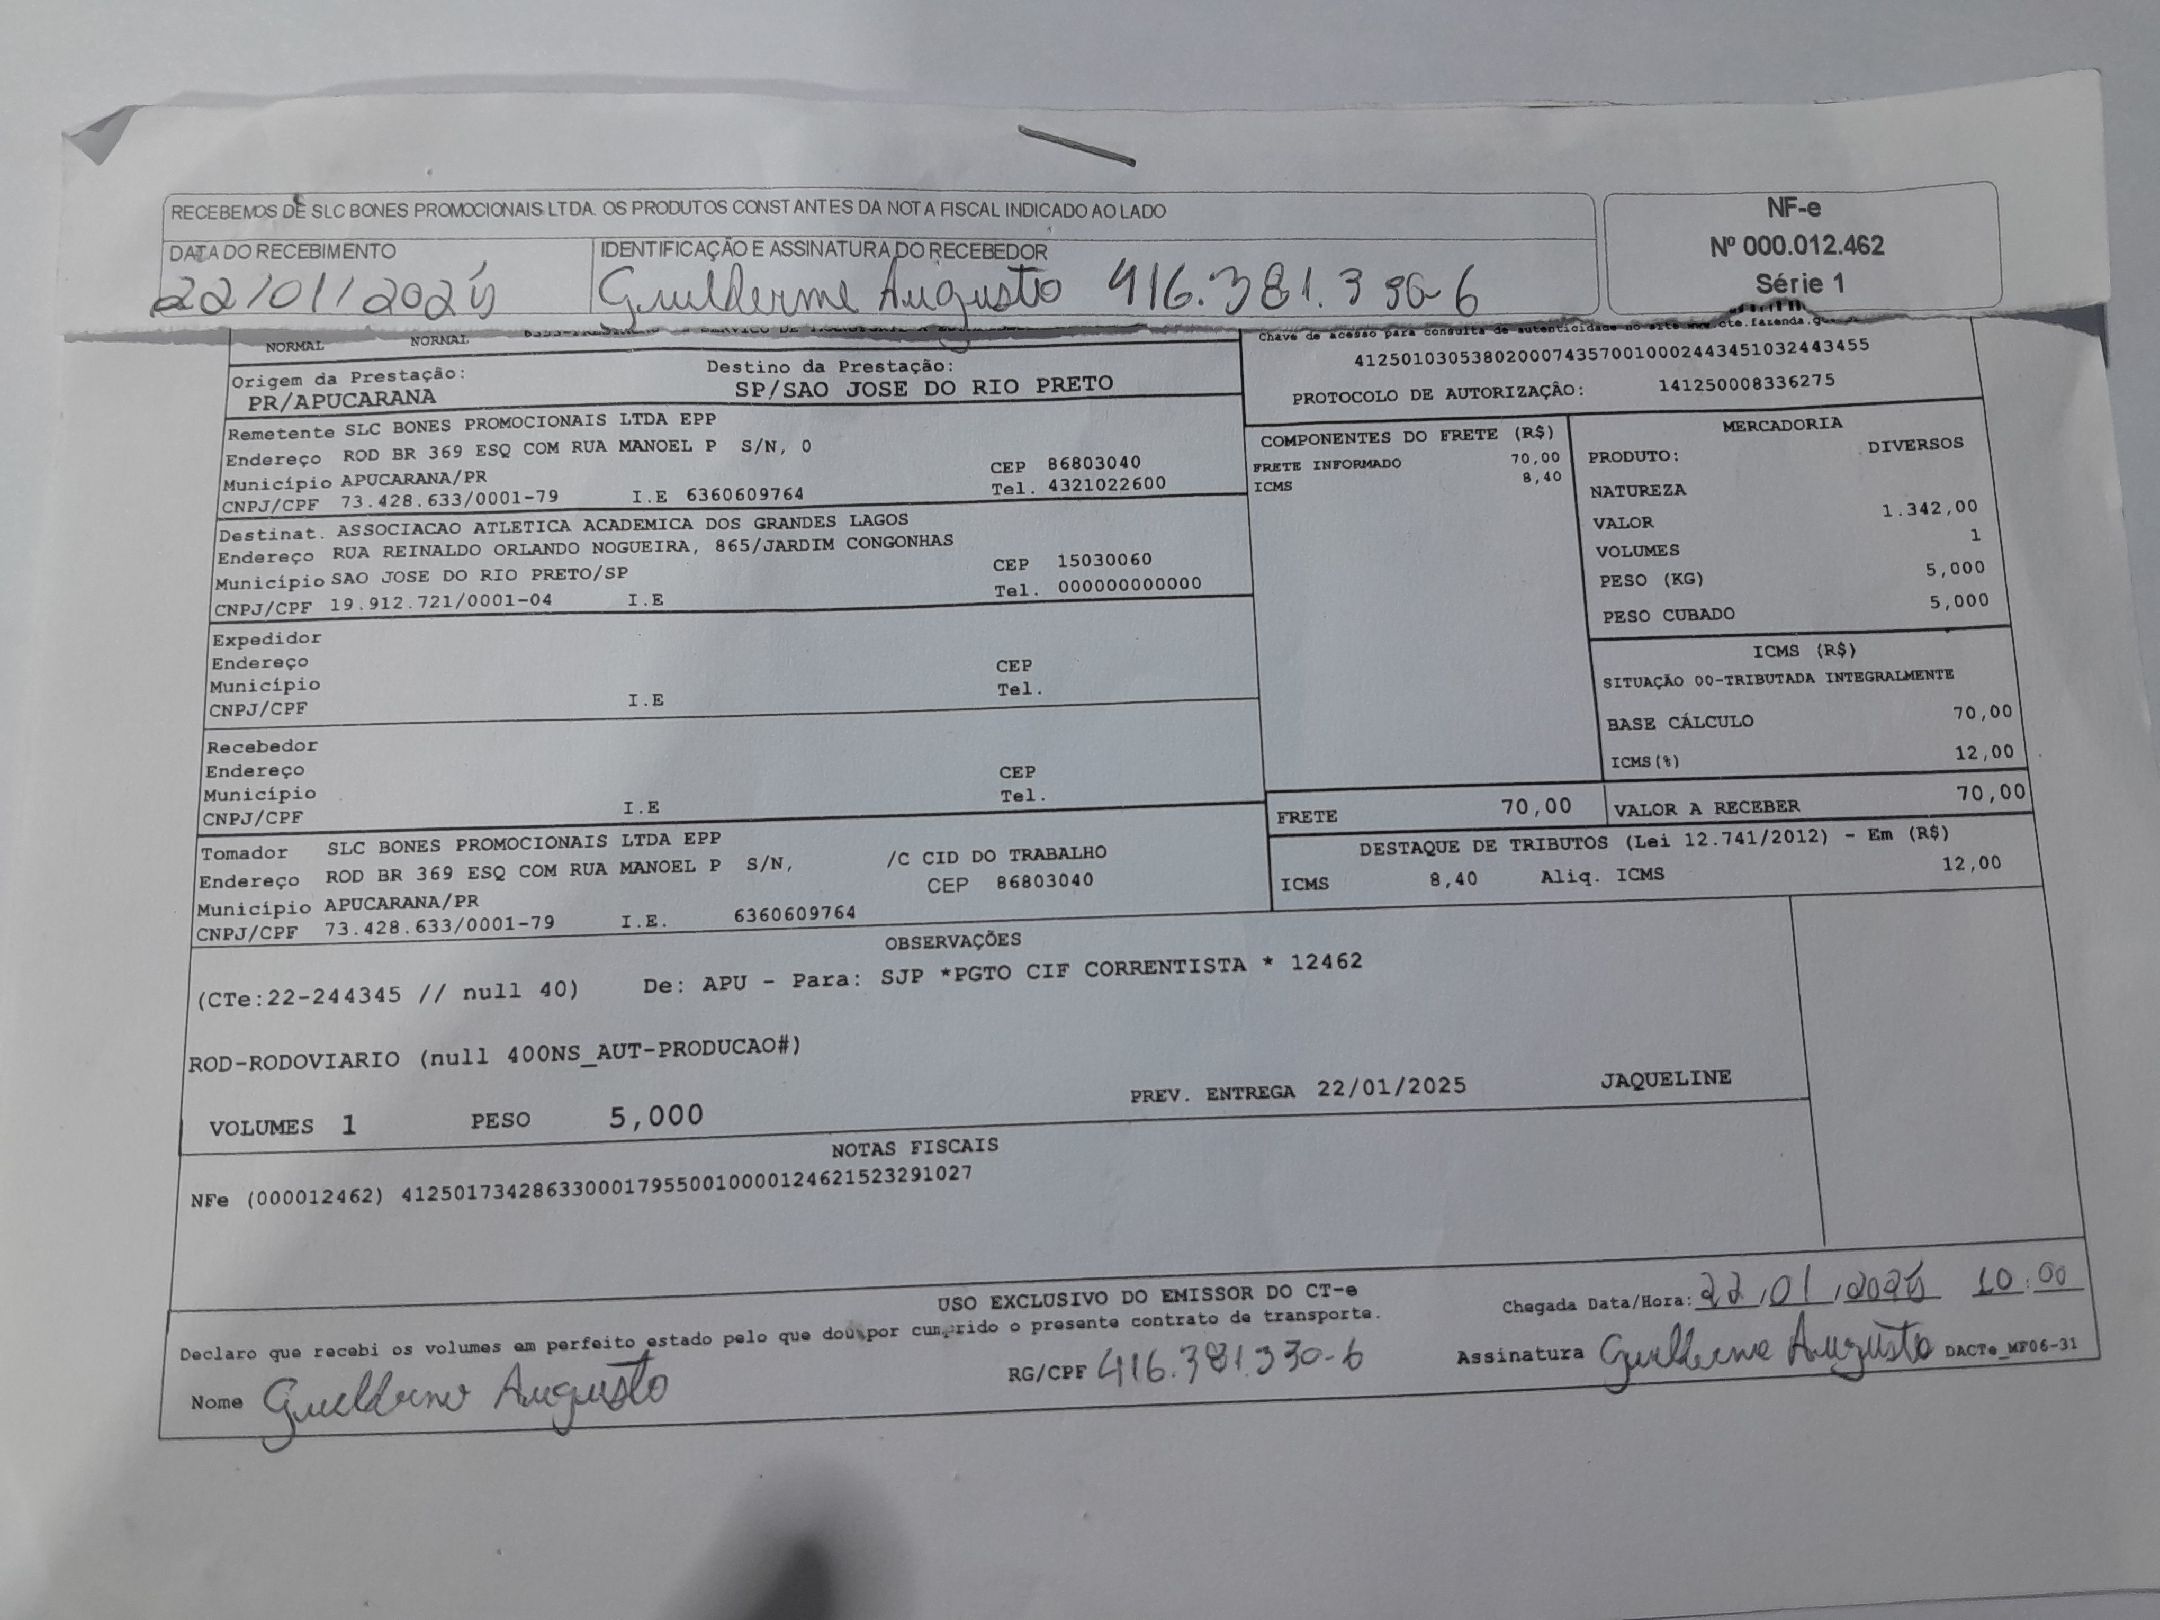 RECEBEMOS DE SLC BONES PROMOCIONAIS LTDA. OS PRODUTOS CONSTANTES DA NOTA FISCAL INDICADO AO LADO
NF-e
Nº 000.012.462
Série 1
DATA DO RECEBIMENTO
22/01/2025
IDENTIFICAÇÃO E ASSINATURA DO RECEBEDOR
Guilherme Augusto 416.381.330-6
NORMAL NORMAL
Chave de acesso para consulta de autenticidade no site www.cte.fazenda.
41250103053802000743570010002443451032443455
PROTOCOLO DE AUTORIZAÇÃO: 141250008336275
Origem da Prestação:
PR/APUCARANA
Destino da Prestação:
SP/SAO JOSE DO RIO PRETO
Remetente SLC BONES PROMOCIONAIS LTDA EPP
Endereço ROD BR 369 ESQ COM RUA MANOEL P S/N, 0
Município APUCARANA/PR CEP 86803040
CNPJ/CPF 73.428.633/0001-79 I.E 6360609764 Tel. 4321022600
Destinat. ASSOCIACAO ATLETICA ACADEMICA DOS GRANDES LAGOS
Endereço RUA REINALDO ORLANDO NOGUEIRA, 865/JARDIM CONGONHAS
Município SAO JOSE DO RIO PRETO/SP CEP 15030060
CNPJ/CPF 19.912.721/0001-04 I.E Tel. 000000000000
Expedidor
Endereço
Município CEP
CNPJ/CPF I.E Tel.
Recebedor
Endereço
Município CEP
CNPJ/CPF I.E Tel.
Tomador SLC BONES PROMOCIONAIS LTDA EPP
Endereço ROD BR 369 ESQ COM RUA MANOEL P S/N, /C CID DO TRABALHO
Município APUCARANA/PR CEP 86803040
CNPJ/CPF 73.428.633/0001-79 I.E. 6360609764
COMPONENTES DO FRETE (R$)
FRETE INFORMADO 70,00
ICMS 8,40
MERCADORIA
PRODUTO: DIVERSOS
NATUREZA
VALOR 1.342,00
VOLUMES 1
PESO (KG) 5,000
PESO CUBADO 5,000
ICMS (R$)
SITUAÇÃO 00-TRIBUTADA INTEGRALMENTE
BASE CÁLCULO 70,00
ICMS(%) 12,00
FRETE 70,00 VALOR A RECEBER 70,00
DESTAQUE DE TRIBUTOS (Lei 12.741/2012) - Em (R$)
ICMS 8,40 Aliq. ICMS 12,00
OBSERVAÇÕES
(CTe:22-244345 // null 40) De: APU - Para: SJP *PGTO CIF CORRENTISTA * 12462
ROD-RODOVIARIO (null 400NS_AUT-PRODUCAO#)
VOLUMES 1 PESO 5,000 PREV. ENTREGA 22/01/2025 JAQUELINE
NOTAS FISCAIS
NFe (000012462) 41250173428633000179550010000124621523291027
USO EXCLUSIVO DO EMISSOR DO CT-e
Declaro que recebi os volumes em perfeito estado pelo que dou por cumprido o presente contrato de transporte.
Chegada Data/Hora: 22/01/2025 10:00
Nome Guilherme Augusto RG/CPF 416.381.330-6 Assinatura Guilherme Augusto DACTe_MF06-31